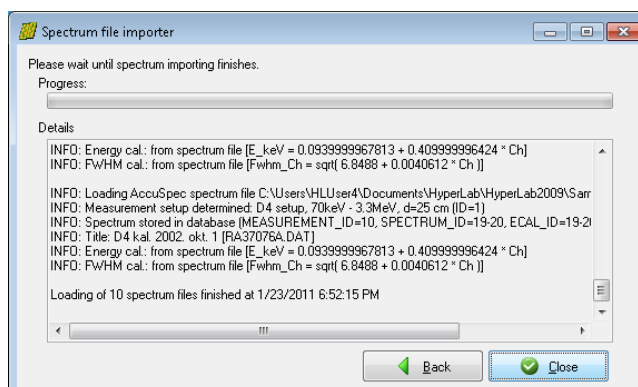 Spectrum file importer
Please wait until spectrum importing finishes.
Progress:
Details
INFO: Energy cal.: from spectrum file [E_keV = 0.0939999967813 + 0.409999996424 * Ch]
INFO: FWHM cal.: from spectrum file [Fwhm_Ch = sqrt( 6.8488 + 0.0040612 * Ch )]
INFO: Loading AccuSpec spectrum file C:\Users\HLUser4\Documents\HyperLab\HyperLab2009\Sam
INFO: Measurement setup determined: D4 setup, 70keV - 3.3MeV, d=25 cm (ID=1)
INFO: Spectrum stored in database (MEASUREMENT_ID=10, SPECTRUM_ID=19-20, ECAL_ID=19-20
INFO: Title: D4 kal. 2002. okt. 1 [RA37076A.DAT]
INFO: Energy cal.: from spectrum file [E_keV = 0.0939999967813 + 0.409999996424 * Ch]
INFO: FWHM cal.: from spectrum file [Fwhm_Ch = sqrt( 6.8488 + 0.0040612 * Ch )]
Loading of 10 spectrum files finished at 1/23/2011 6:52:15 PM
Back
Close